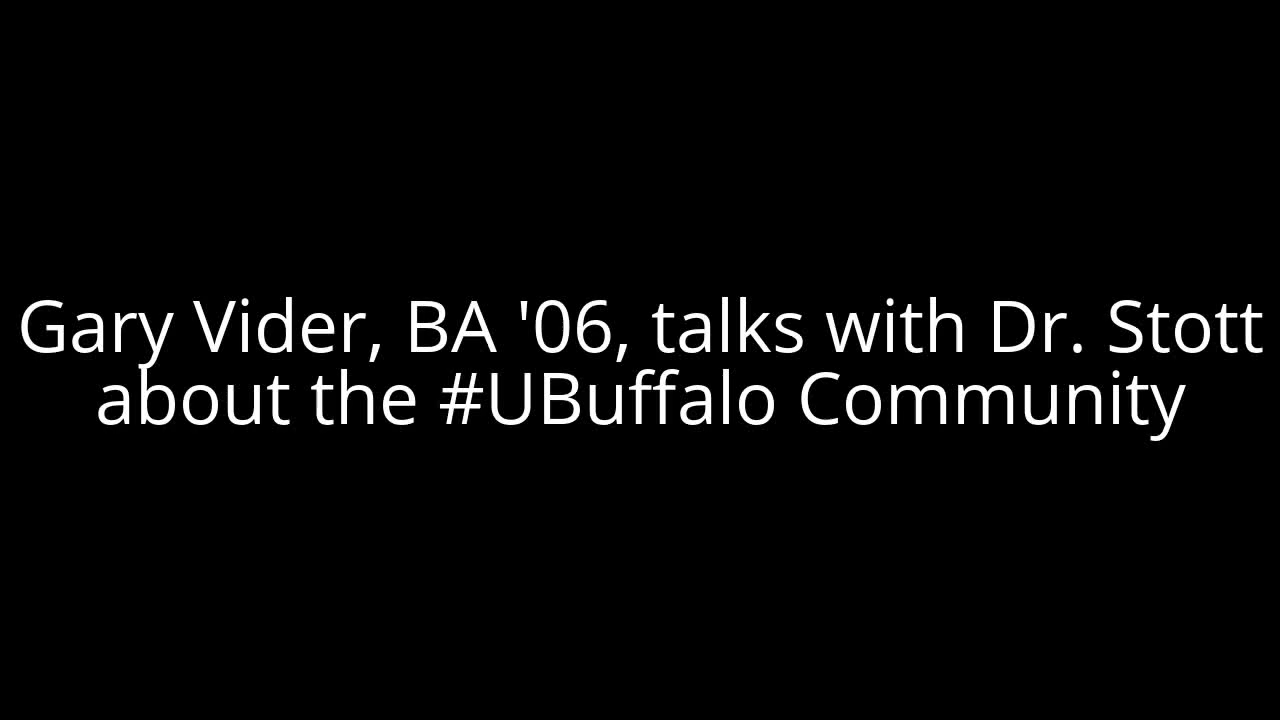 Gary Vider, BA '06, talks with Dr. Stott
about the #UBuffalo Community